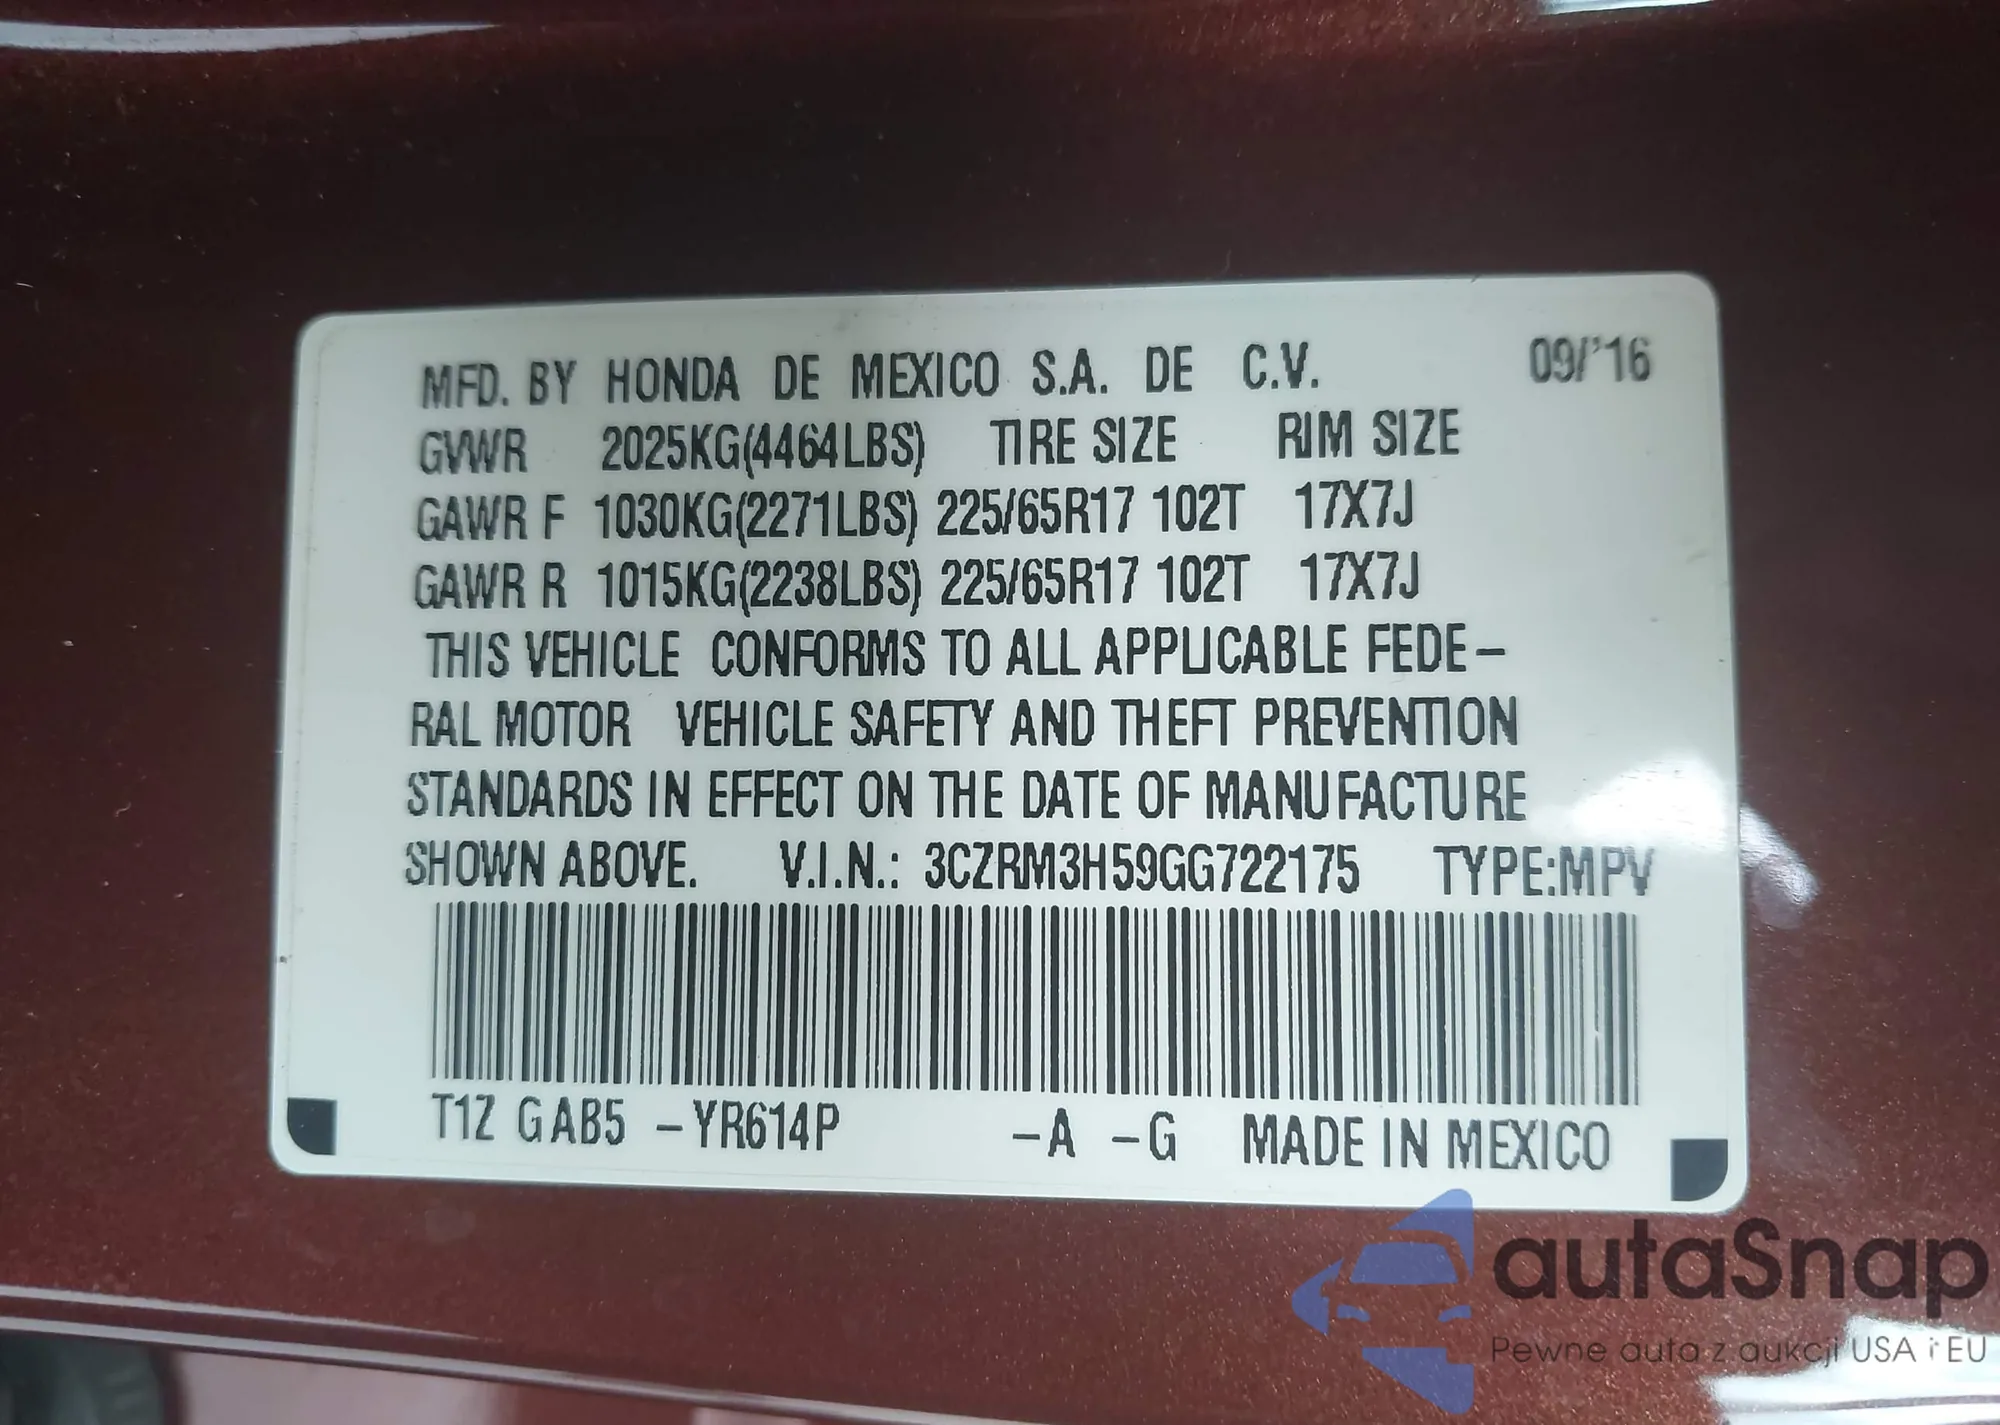 MFD. BY HONDA DE MEXICO S.A. DE C.V. 09/'16
GVWR 2025KG(4464LBS) TIRE SIZE RIM SIZE
GAWR F 1030KG(2271LBS) 225/65R17 102T 17X7J
GAWR R 1015KG(2238LBS) 225/65R17 102T 17X7J
THIS VEHICLE CONFORMS TO ALL APPLICABLE FEDE–
RAL MOTOR VEHICLE SAFETY AND THEFT PREVENTION
STANDARDS IN EFFECT ON THE DATE OF MANUFACTURE
SHOWN ABOVE. V.I.N.: 3CZRM3H59GG722175 TYPE:MPV
T1Z GAB5 –YR614P –A –G MADE IN MEXICO
autaSnap
Pewne auta z aukcji USA i EU